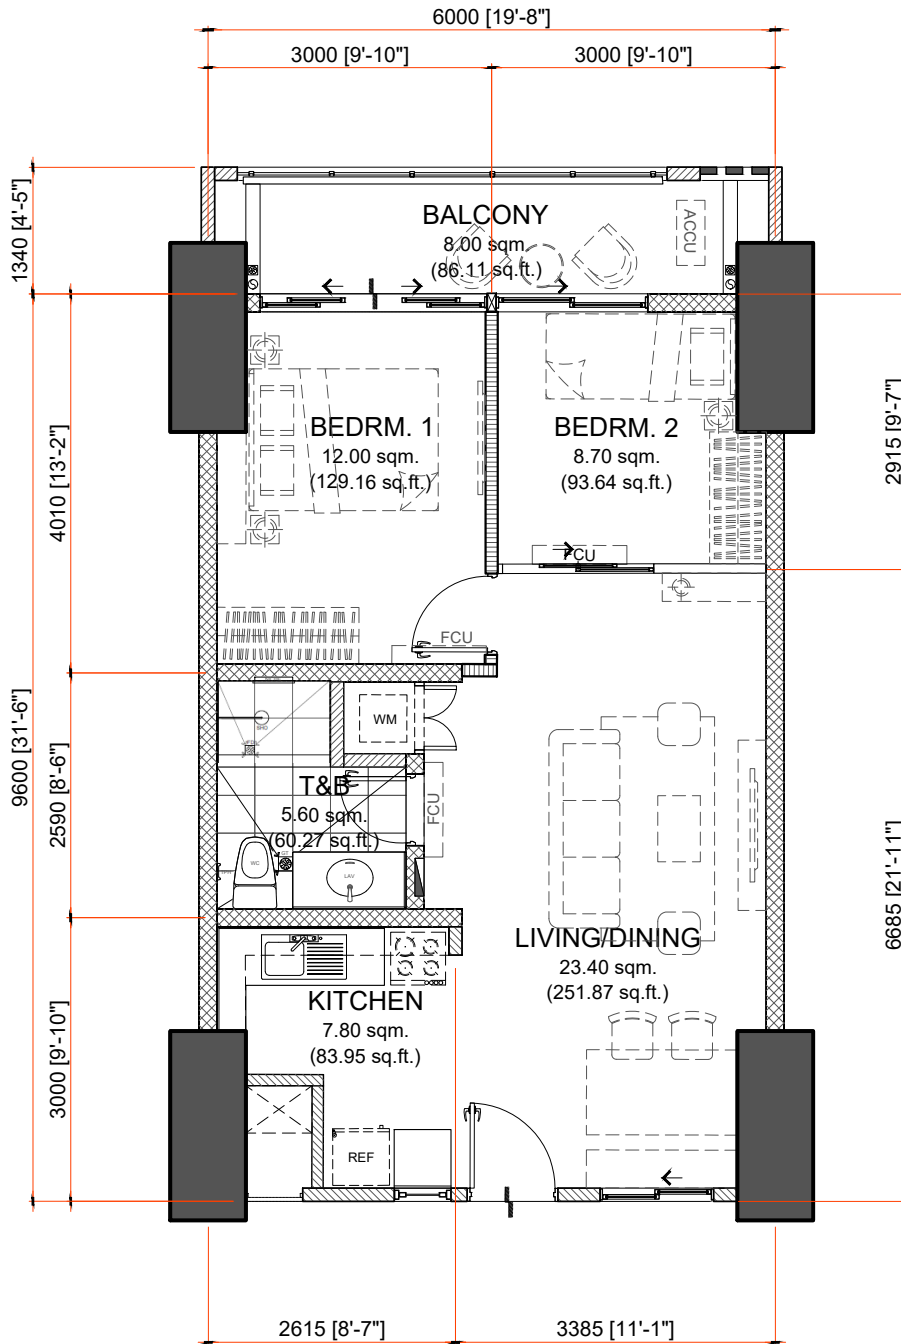 6000 [19'-8"]
3000 [9'-10"]
3000 [9'-10"]
1340 [4'-5"]
BALCONY
8.00 sqm.
(86.11 sq.ft.)
ACCU
4010 [13'-2"]
BEDRM. 1
12.00 sqm.
(129.16 sq.ft.)
BEDRM. 2
8.70 sqm.
(93.64 sq.ft.)
2915 [9'-7"]
FCU
FCU
9600 [31'-6"]
2590 [8'-6"]
WM
T&B
5.60 sqm.
(60.27 sq.ft.)
FCU
WC
LAV
LIVING/DINING
23.40 sqm.
(251.87 sq.ft.)
6685 [21'-11"]
3000 [9'-10"]
KITCHEN
7.80 sqm.
(83.95 sq.ft.)
REF
2615 [8'-7"]
3385 [11'-1"]